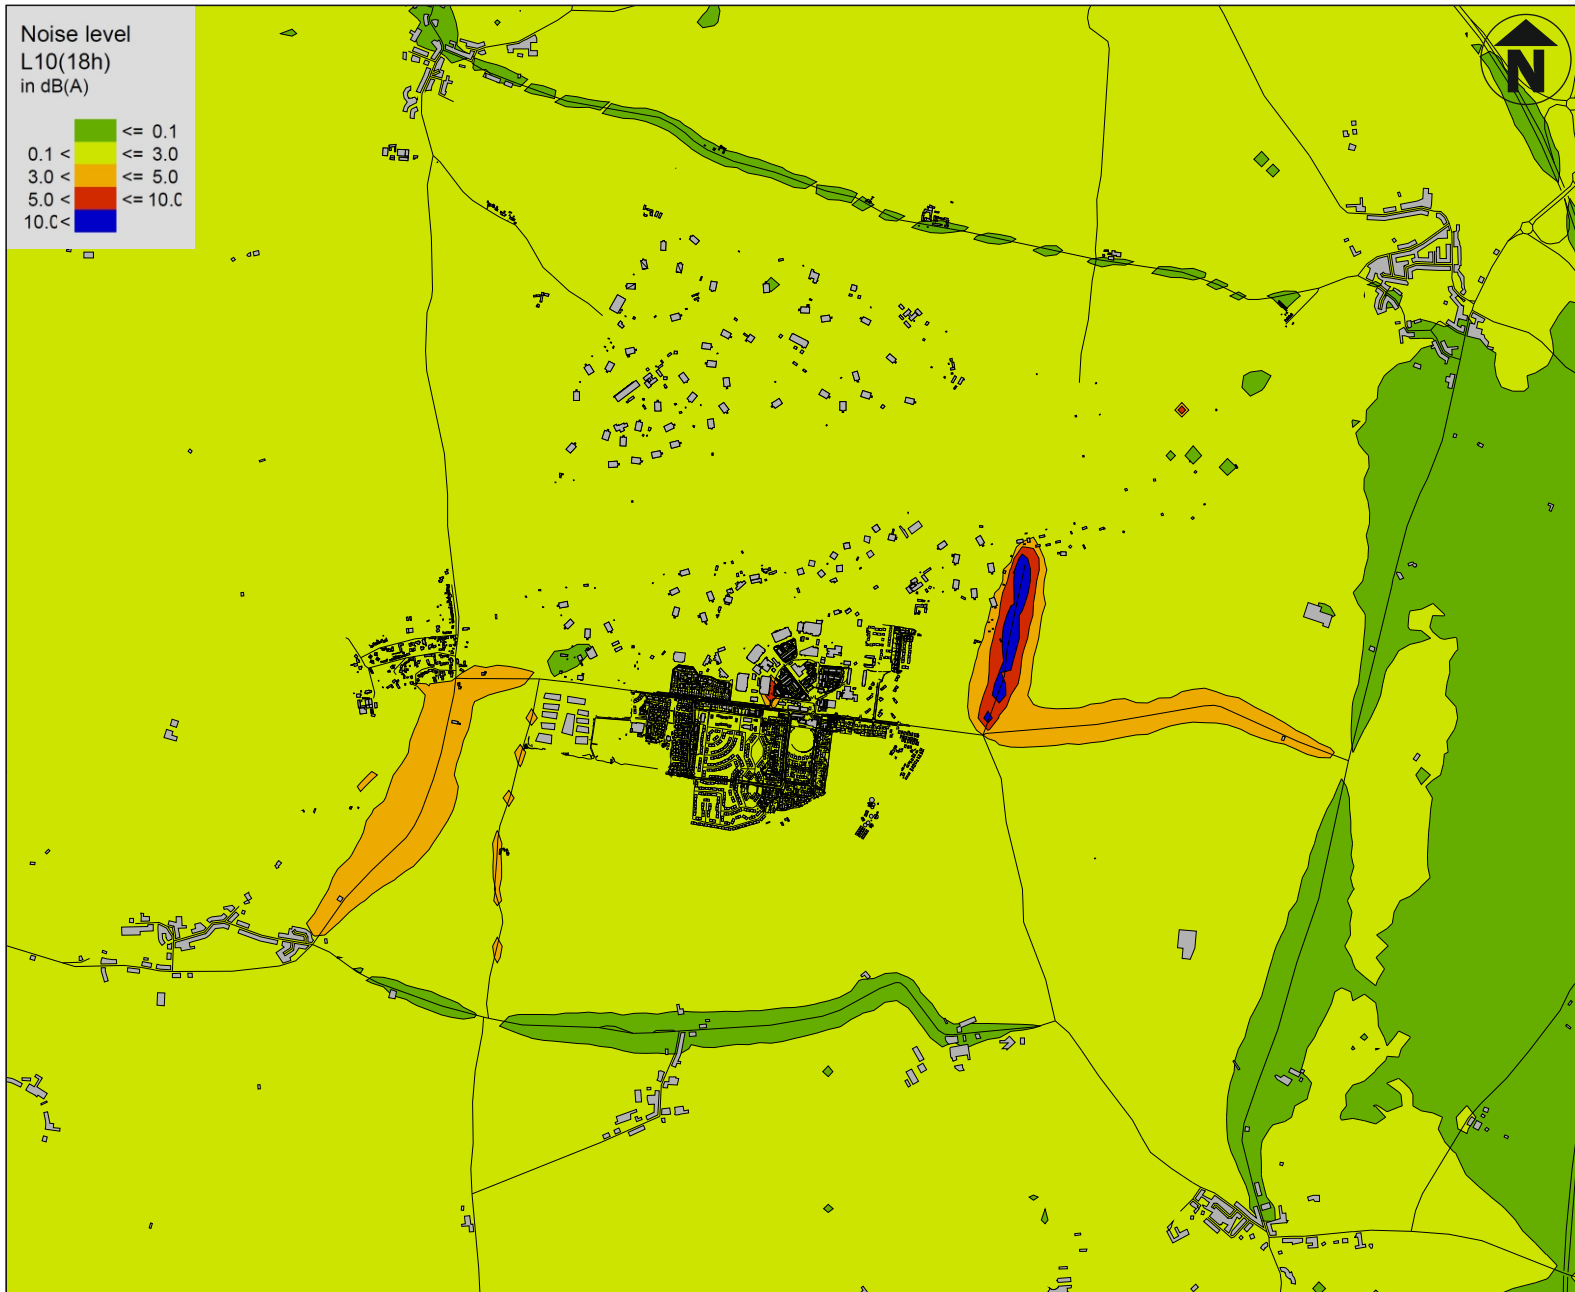 Noise level
L10(18h)
in dB(A)
<= 0.1
0.1 < <= 3.0
3.0 < <= 5.0
5.0 < <= 10.0
10.0 <
N